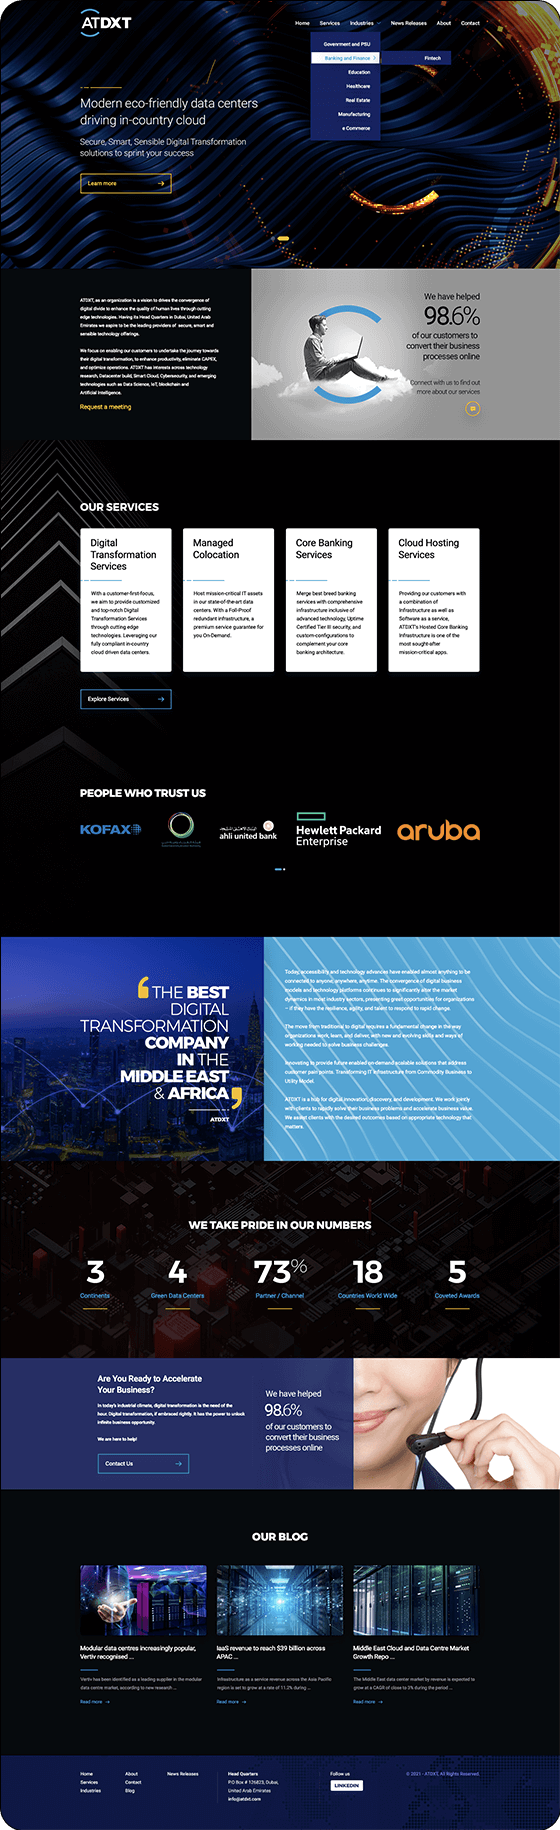 ATDXT
Home Services Industries News Releases About Contact
Government and PSU
Banking and Finance
Fintech
Education
Healthcare
Real Estate
Manufacturing
e Commerce
Modern eco-friendly data centers
driving in-country cloud
Secure, Smart, Sensible Digital Transformation
solutions to sprint your success
Learn more
ATDXT, as an organization is a vision to drives the convergence of
digital divide to enhance the quality of human lives through cutting
edge technologies. Having its Head Quarters in Dubai, United Arab
Emirates we aspire to be the leading providers of secure, smart and
sensible technology offerings.
We focus on enabling our customers to undertake the journey towards
their digital transformation, to enhance productivity, eliminate CAPEX,
and optimize operations. ATDXT has interests across technology
research, Datacenter build, Smart Cloud, Cybersecurity, and emerging
technologies such as Data Science, IoT, blockchain and
Artificial Intelligence.
Request a meeting
We have helped
98.6%
of our customers to
convert their business
processes online
Connect with us to find out
more about our services
OUR SERVICES
Digital
Transformation
Services
With a customer-first-focus,
we aim to provide customized
and top-notch Digital
Transformation Services
through cutting edge
technologies. Leveraging our
fully compliant in-country
cloud driven data centers.
Managed
Colocation
Host mission-critical IT assets
in our state-of-the-art data
centers. With a Fail-Proof
redundant infrastructure, a
premium service guarantee for
you On-Demand.
Core Banking
Services
Merge best breed banking
services with comprehensive
infrastructure inclusive of
advanced technology, Uptime
Certified Tier III security, and
custom-configurations to
complement your core
banking architecture.
Cloud Hosting
Services
Providing our customers with
a combination of
Infrastructure as well as
Software as a service,
ATDXT's Hosted Core Banking
Infrastructure is one of the
most sought-after
mission-critical apps.
Explore Services
PEOPLE WHO TRUST US
KOFAX
ahli united bank
Hewlett Packard
Enterprise
aruba
THE BEST
DIGITAL
TRANSFORMATION
COMPANY
IN THE
MIDDLE EAST
& AFRICA
ATDXT
Today, accessibility and technology advances have enabled almost anything to be
connected to anyone, anywhere, anytime. The convergence of digital business
models and technology platforms continues to significantly alter the market
dynamics in most industry sectors, presenting great opportunities for organizations
– if they have the resilience, agility, and talent to respond to rapid change.
The move from traditional to digital requires a fundamental change in the way
organizations work, learn, and deliver, with new and evolving skills and ways of
working needed to solve business challenges.
Innovating to provide future enabled on-demand scalable solutions that address
customer pain points. Transforming IT Infrastructure from Commodity Business to
Utility Model.
ATDXT is a hub for digital innovation, discovery, and development. We work jointly
with clients to rapidly solve their business problems and accelerate business value.
We assist clients with the desired outcomes based on appropriate technology that
matters.
WE TAKE PRIDE IN OUR NUMBERS
3
Continents
4
Green Data Centers
73%
Partner / Channel
18
Countries World Wide
5
Coveted Awards
Are You Ready to Accelerate
Your Business?
In today's industrial climate, digital transformation is the need of the
hour. Digital transformation, if embraced rightly. It has the power to unlock
infinite business opportunity.
We are here to help!
Contact Us
We have helped
98.6%
of our customers to
convert their business
processes online
OUR BLOG
Modular data centres increasingly popular,
Vertiv recognised ...
Vertiv has been identified as a leading supplier in the modular
data centre market, according to new research ...
Read more
IaaS revenue to reach $39 billion across
APAC ...
Infrastructure as a service revenue across the Asia Pacific
region is set to grow at a rate of 11.2% during ...
Read more
Middle East Cloud and Data Centre Market
Growth Repo ...
The Middle East data center market by revenue is expected to
grow at a CAGR of close to 3% during the period ...
Read more
Home
Services
Industries
About
Contact
Blog
News Releases
Head Quarters
P.O Box # 126823, Dubai,
United Arab Emirates
info@atdxt.com
Follow us
LINKEDIN
© 2021 - ATDXT, All Rights Reserved.